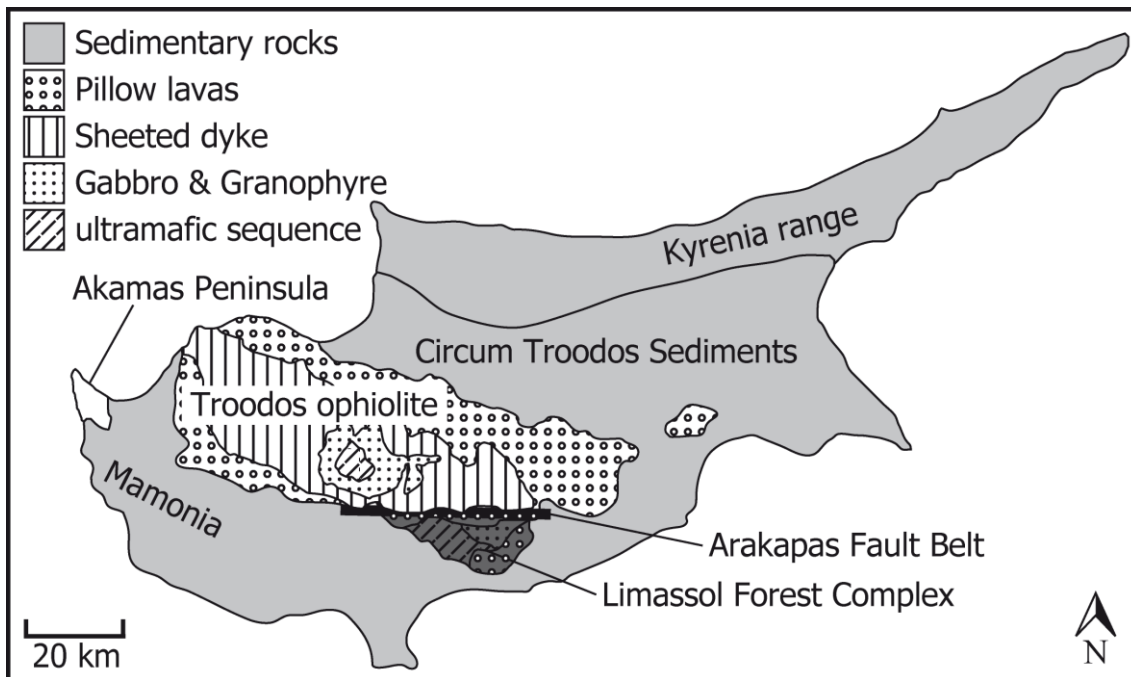 Sedimentary rocks
Pillow lavas
Sheeted dyke
Gabbro & Granophyre
ultramafic sequence
Akamas Peninsula
Kyrenia range
Circum Troodos Sediments
Troodos ophiolite
Mamonia
Arakapas Fault Belt
Limassol Forest Complex
20 km
N